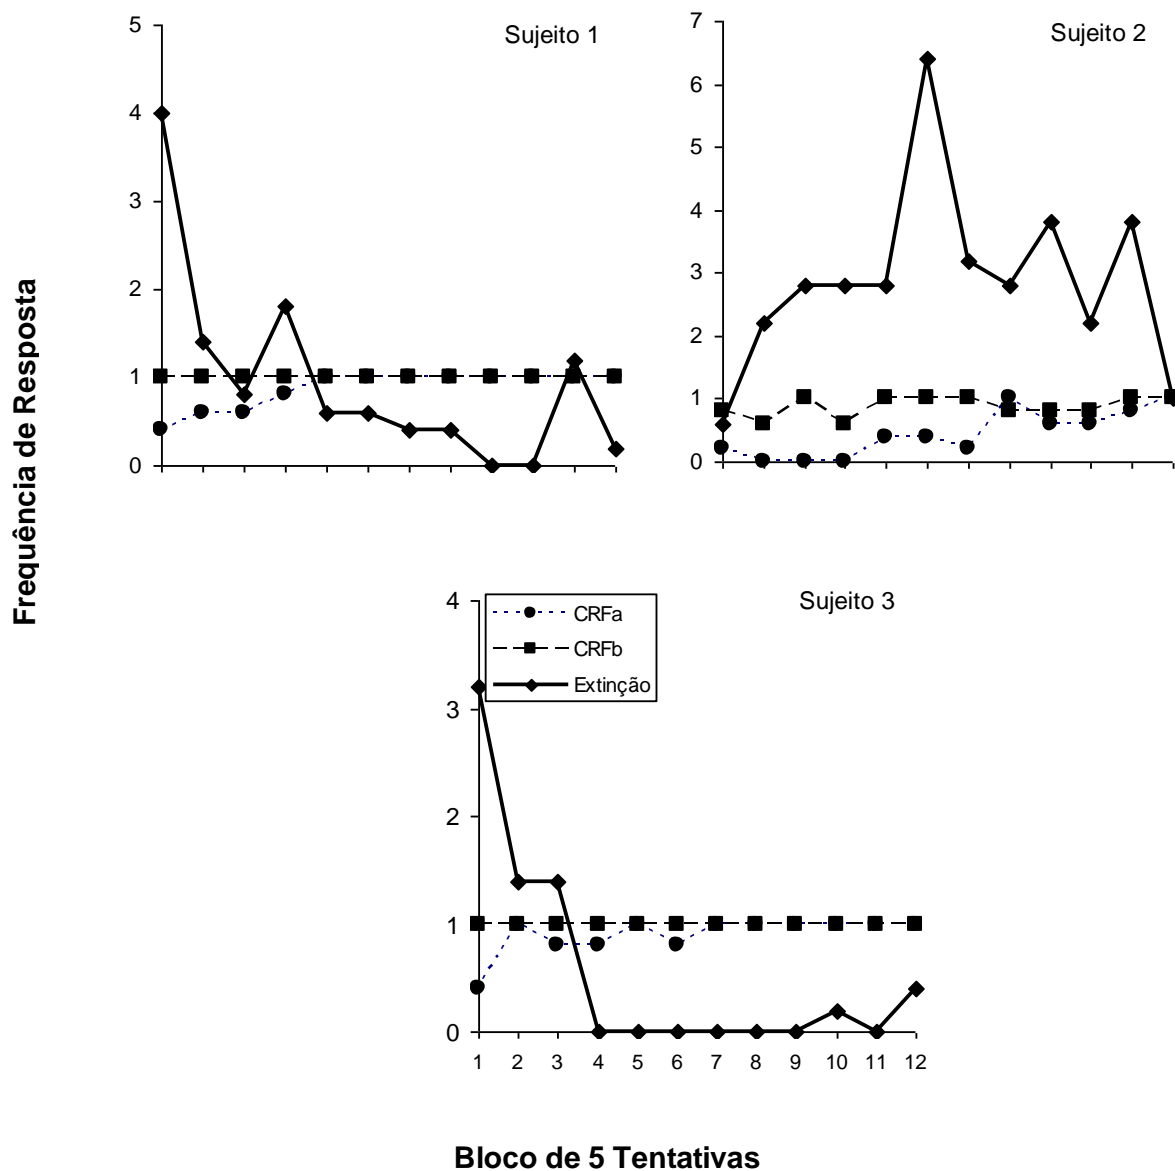 Sujeito 1
5
4
3
2
1
0
Sujeito 2
7
6
5
4
3
2
1
0
Frequência de Resposta
Sujeito 3
4
3
2
1
0
CRFa
CRFb
Extinção
1 2 3 4 5 6 7 8 9 10 11 12
Bloco de 5 Tentativas